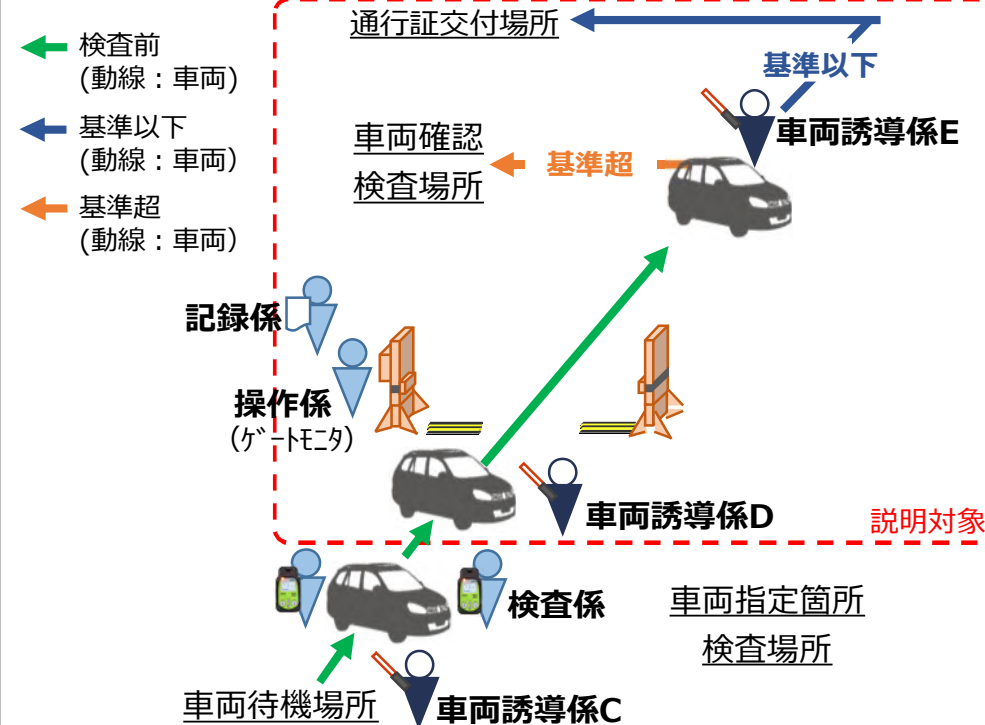 検査前
(動線：車両)
基準以下
(動線：車両)
基準超
(動線：車両)
通行証交付場所
基準以下
車両誘導係E
車両確認
検査場所
基準超
記録係
操作係
(ｹﾞｰﾄﾓﾆﾀ)
車両誘導係D
説明対象
検査係
車両指定箇所
検査場所
車両待機場所
車両誘導係C